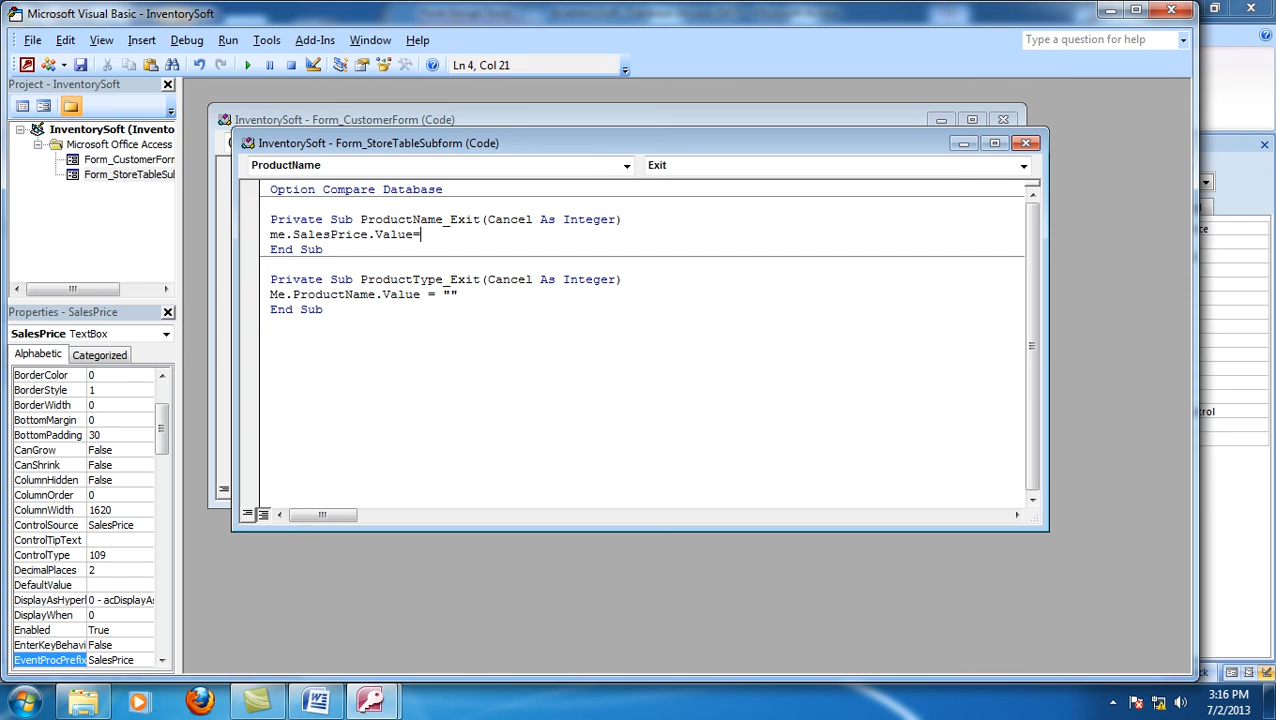 Microsoft Visual Basic - InventorySoft
File Edit View Insert Debug Run Tools Add-Ins Window Help
Type a question for help
Ln 4, Col 21
Project - InventorySoft
InventorySoft (Invento
Microsoft Office Access
Form_CustomerForr
Form_StoreTableSu
Properties - SalesPrice
SalesPrice TextBox
Alphabetic Categorized
BorderColor 0
BorderStyle 1
BorderWidth 0
BottomMargin 0
BottomPadding 30
CanGrow False
CanShrink False
ColumnHidden False
ColumnOrder 0
ColumnWidth 1620
ControlSource SalesPrice
ControlTipText
ControlType 109
DecimalPlaces 2
DefaultValue
DisplayAsHyperl 0 - acDisplayAs
DisplayWhen 0
Enabled True
EnterKeyBehavi False
EventProcPrefix SalesPrice
InventorySoft - Form_CustomerForm (Code)
InventorySoft - Form_StoreTableSubform (Code)
ProductName Exit
Option Compare Database
Private Sub ProductName_Exit(Cancel As Integer)
me.SalesPrice.Value=
End Sub
Private Sub ProductType_Exit(Cancel As Integer)
Me.ProductName.Value = ""
End Sub
ce
trol
3:16 PM
7/2/2013